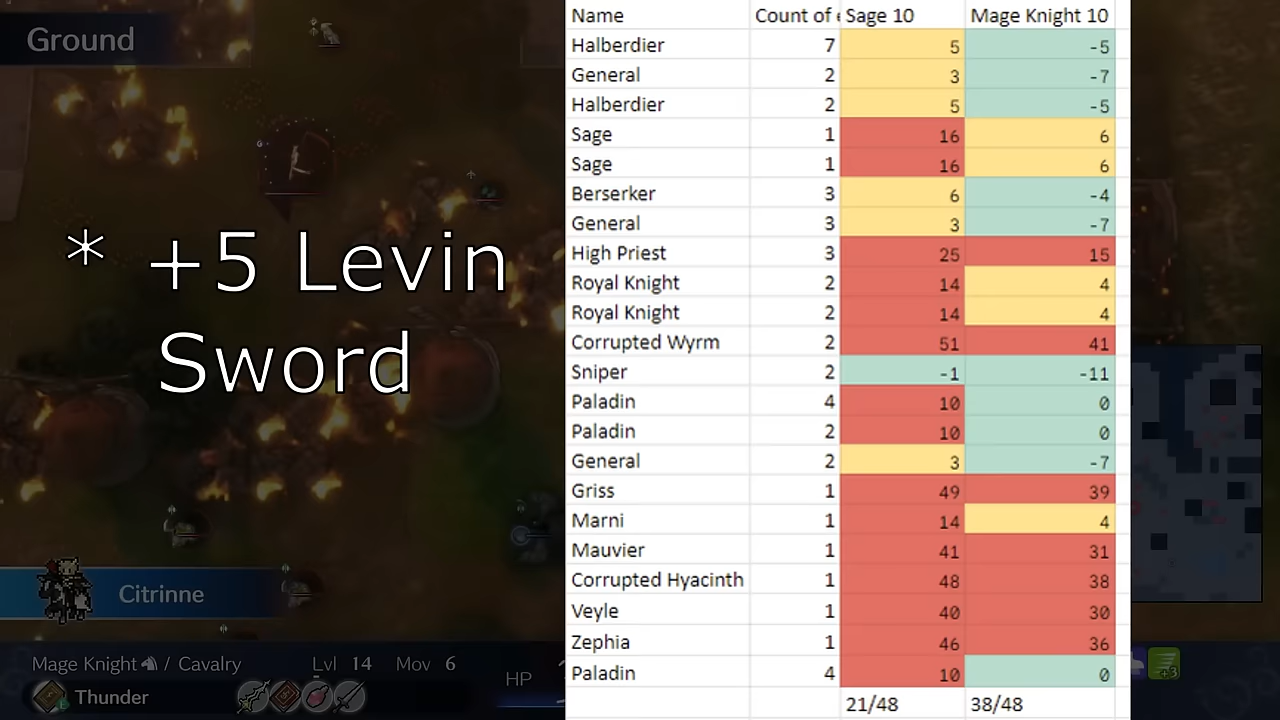 Ground
* +5 Levin
Sword
Citrinne
Mage Knight / Cavalry Lvl 14 Mov 6
Thunder
HP
+3
Name Count of e Sage 10 Mage Knight 10
Halberdier 7 5 -5
General 2 3 -7
Halberdier 2 5 -5
Sage 1 16 6
Sage 1 16 6
Berserker 3 6 -4
General 3 3 -7
High Priest 3 25 15
Royal Knight 2 14 4
Royal Knight 2 14 4
Corrupted Wyrm 2 51 41
Sniper 2 -1 -11
Paladin 4 10 0
Paladin 2 10 0
General 2 3 -7
Griss 1 49 39
Marni 1 14 4
Mauvier 1 41 31
Corrupted Hyacinth 1 48 38
Veyle 1 40 30
Zephia 1 46 36
Paladin 4 10 0
21/48 38/48